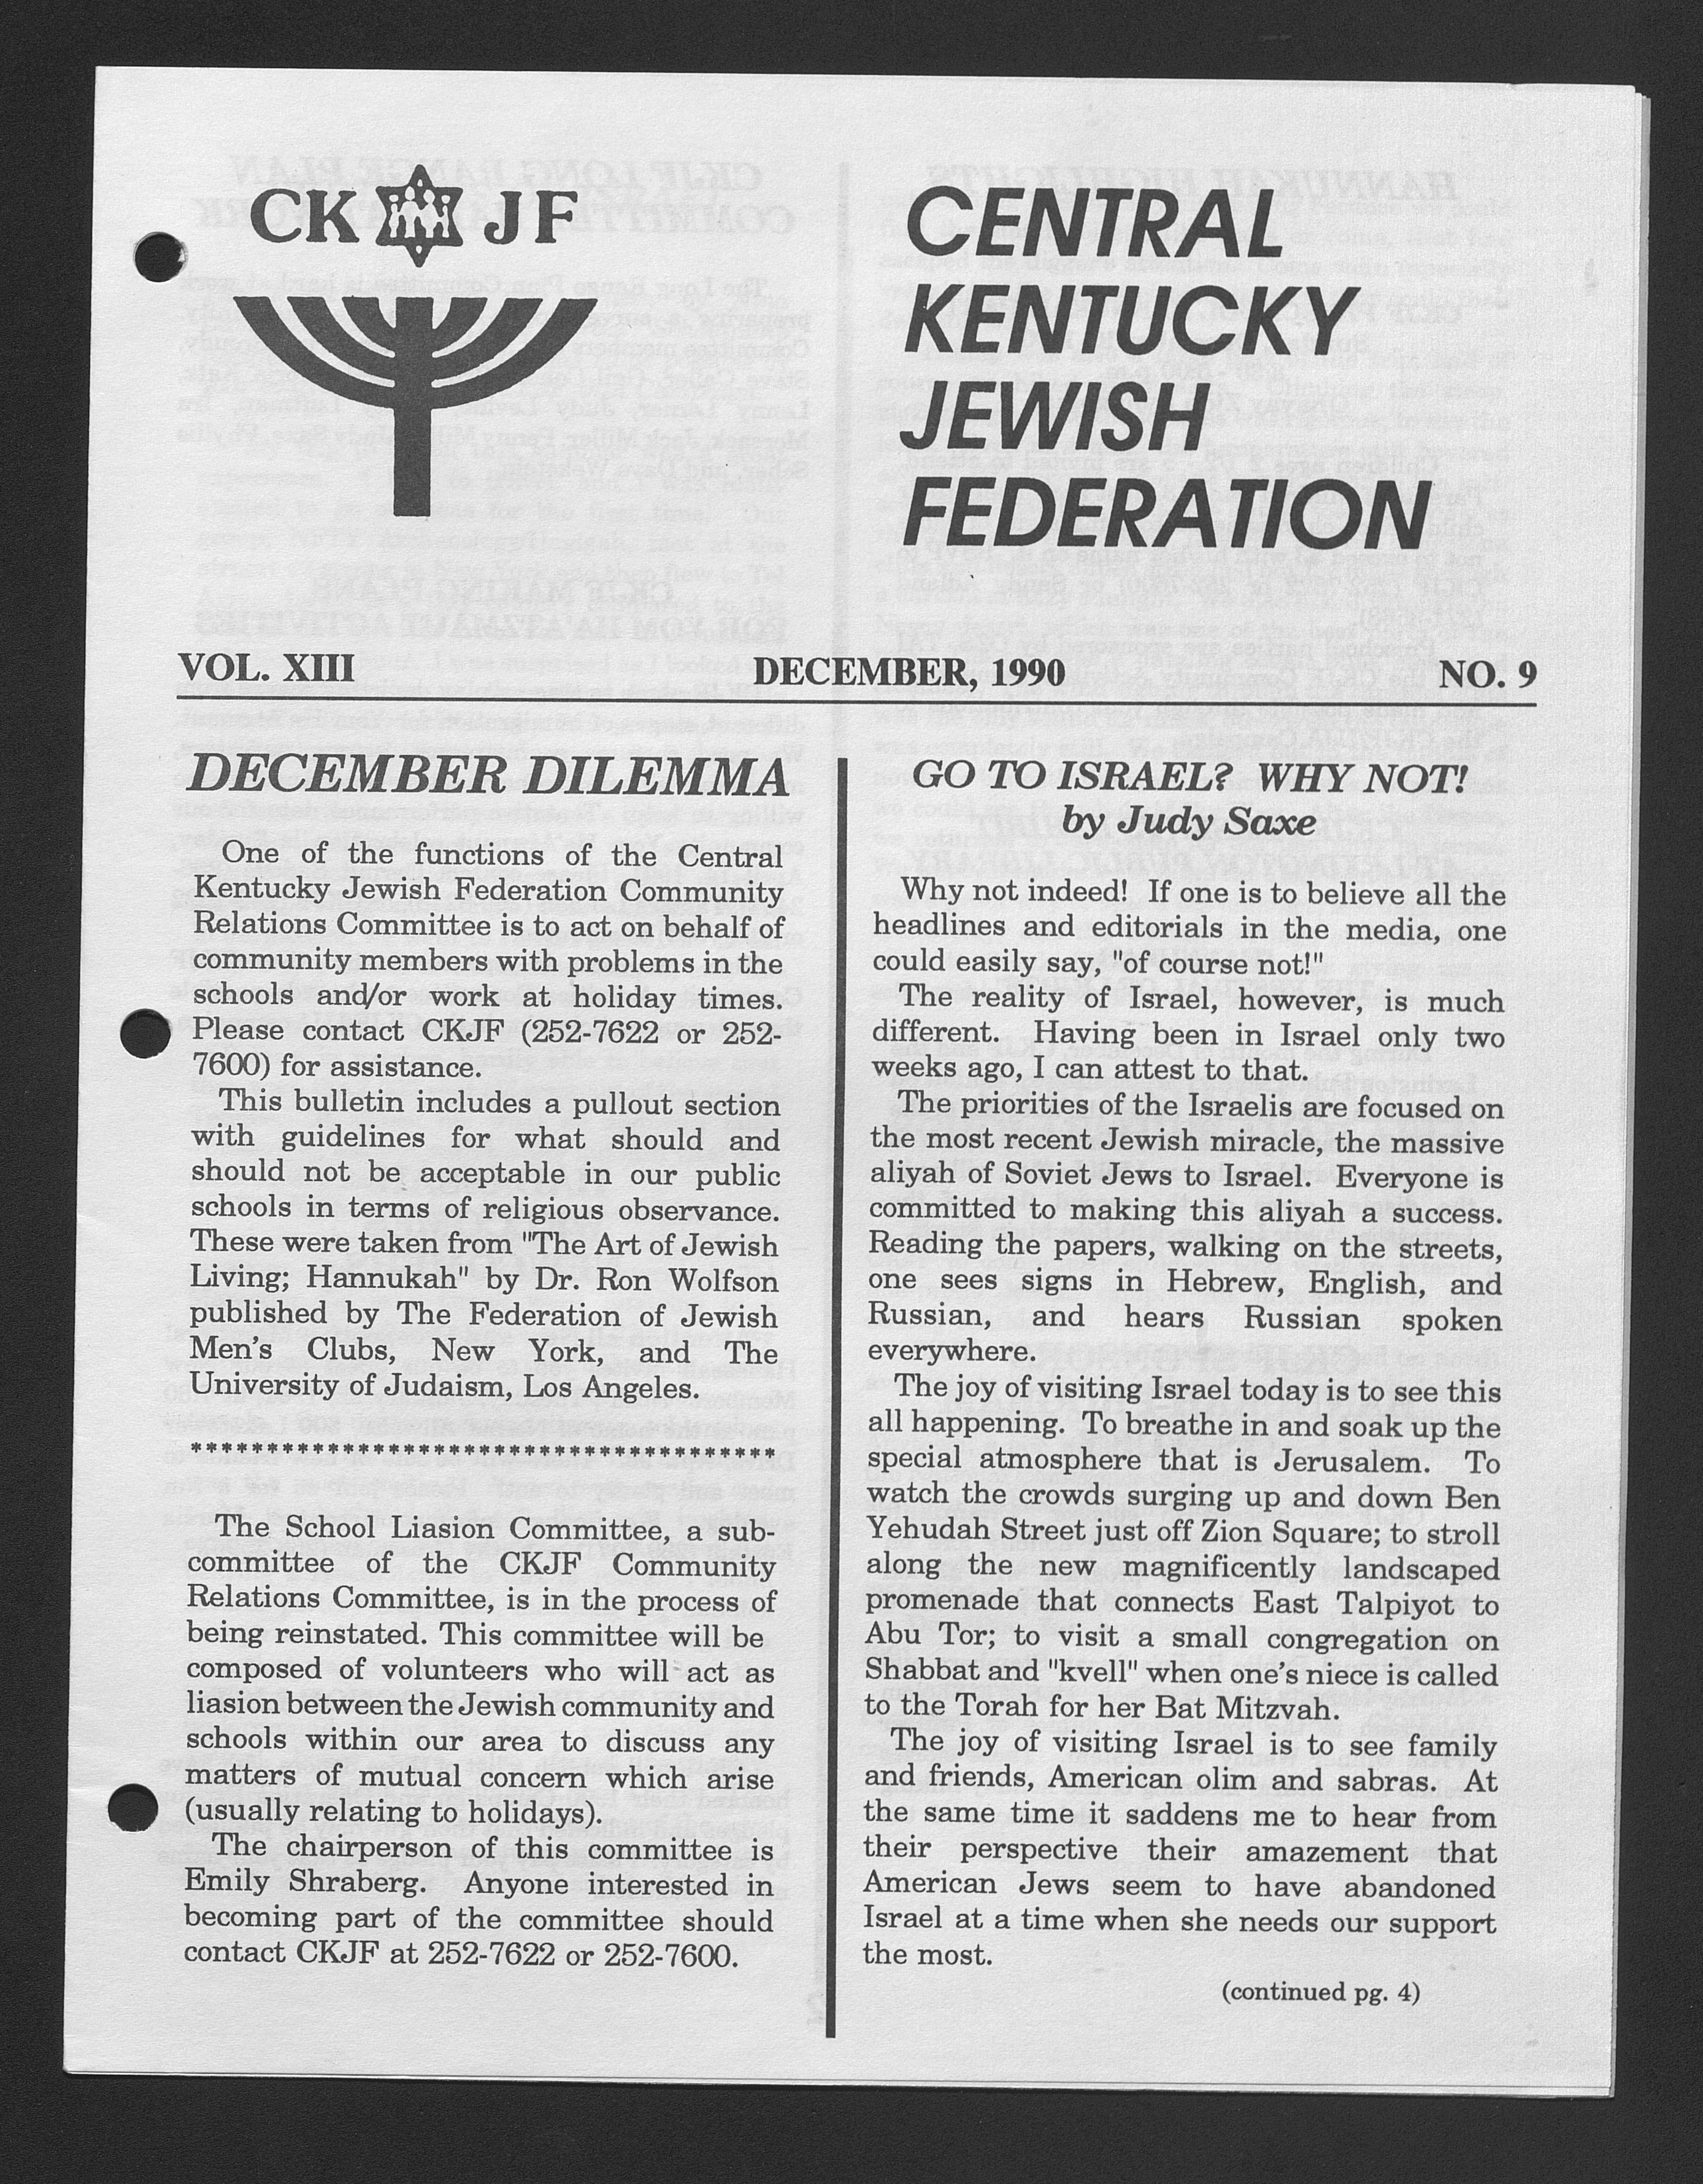 CK JF
CENTRAL
KENTUCKY
JEWISH
FEDERATION
VOL. XIII DECEMBER, 1990 NO. 9
DECEMBER DILEMMA
One of the functions of the Central
Kentucky Jewish Federation Community
Relations Committee is to act on behalf of
community members with problems in the
schools and/or work at holiday times.
Please contact CKJF (252-7622 or 252-
7600) for assistance.
This bulletin includes a pullout section
with guidelines for what should and
should not be acceptable in our public
schools in terms of religious observance.
These were taken from "The Art of Jewish
Living; Hannukah" by Dr. Ron Wolfson
published by The Federation of Jewish
Men's Clubs, New York, and The
University of Judaism, Los Angeles.
***************************************
The School Liasion Committee, a sub-
committee of the CKJF Community
Relations Committee, is in the process of
being reinstated. This committee will be
composed of volunteers who will act as
liasion between the Jewish community and
schools within our area to discuss any
matters of mutual concern which arise
(usually relating to holidays).
The chairperson of this committee is
Emily Shraberg. Anyone interested in
becoming part of the committee should
contact CKJF at 252-7622 or 252-7600.
GO TO ISRAEL? WHY NOT!
by Judy Saxe
Why not indeed! If one is to believe all the
headlines and editorials in the media, one
could easily say, "of course not!"
The reality of Israel, however, is much
different. Having been in Israel only two
weeks ago, I can attest to that.
The priorities of the Israelis are focused on
the most recent Jewish miracle, the massive
aliyah of Soviet Jews to Israel. Everyone is
committed to making this aliyah a success.
Reading the papers, walking on the streets,
one sees signs in Hebrew, English, and
Russian, and hears Russian spoken
everywhere.
The joy of visiting Israel today is to see this
all happening. To breathe in and soak up the
special atmosphere that is Jerusalem. To
watch the crowds surging up and down Ben
Yehudah Street just off Zion Square; to stroll
along the new magnificently landscaped
promenade that connects East Talpiyot to
Abu Tor; to visit a small congregation on
Shabbat and "kvell" when one's niece is called
to the Torah for her Bat Mitzvah.
The joy of visiting Israel is to see family
and friends, American olim and sabras. At
the same time it saddens me to hear from
their perspective their amazement that
American Jews seem to have abandoned
Israel at a time when she needs our support
the most.
(continued pg. 4)